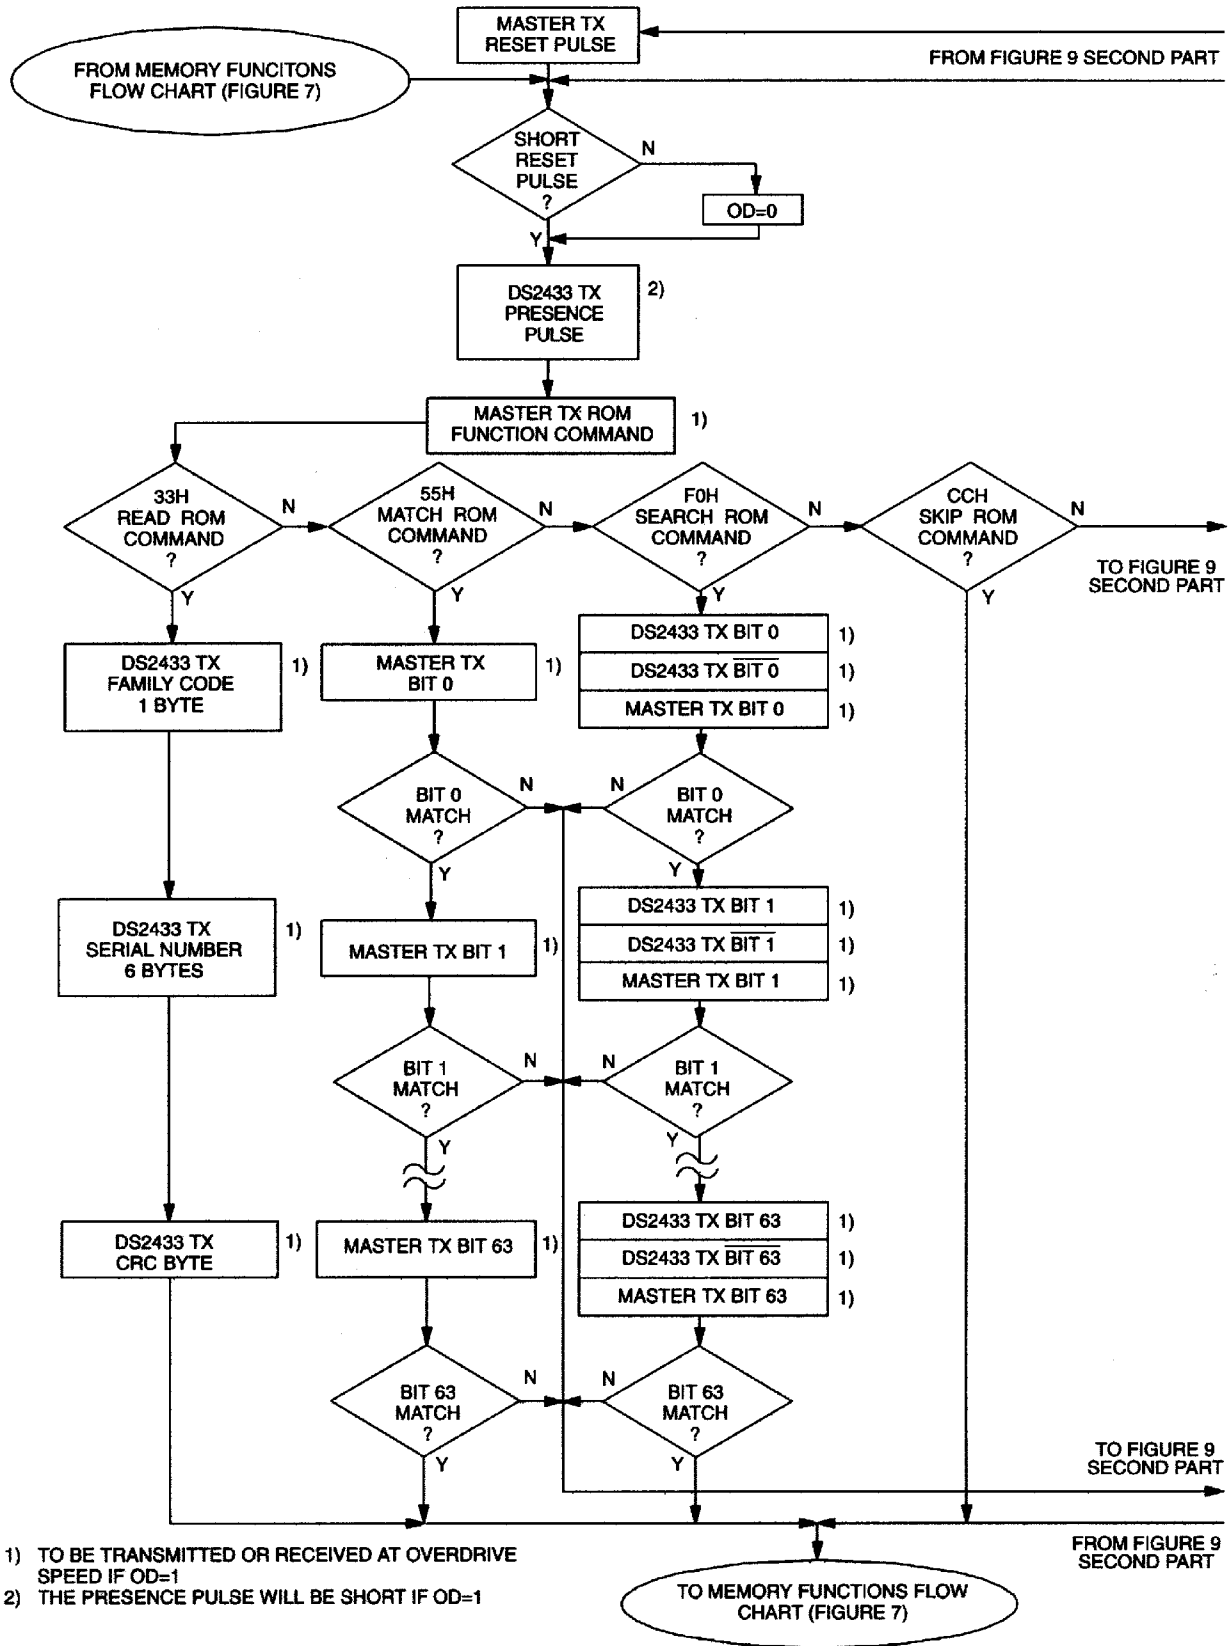 MASTER TX
RESET PULSE
FROM FIGURE 9 SECOND PART
FROM MEMORY FUNCITONS
FLOW CHART (FIGURE 7)
SHORT
RESET
PULSE
?
N
OD=0
Y
DS2433 TX
PRESENCE
PULSE
2)
MASTER TX ROM
FUNCTION COMMAND
1)
33H
READ ROM
COMMAND
?
N
Y
55H
MATCH ROM
COMMAND
?
N
Y
F0H
SEARCH ROM
COMMAND
?
N
Y
CCH
SKIP ROM
COMMAND
?
N
Y
TO FIGURE 9
SECOND PART
DS2433 TX
FAMILY CODE
1 BYTE
1)
MASTER TX
BIT 0
1)
DS2433 TX BIT 0
1)
DS2433 TX B̅I̅T̅ ̅0̅
1)
MASTER TX BIT 0
1)
BIT 0
MATCH
?
N
Y
N
BIT 0
MATCH
?
Y
DS2433 TX
SERIAL NUMBER
6 BYTES
1)
MASTER TX BIT 1
1)
DS2433 TX BIT 1
1)
DS2433 TX B̅I̅T̅ ̅1̅
1)
MASTER TX BIT 1
1)
BIT 1
MATCH
?
N
Y
N
BIT 1
MATCH
?
Y
DS2433 TX
CRC BYTE
1)
MASTER TX BIT 63
1)
DS2433 TX BIT 63
1)
DS2433 TX B̅I̅T̅ ̅6̅3̅
1)
MASTER TX BIT 63
1)
BIT 63
MATCH
?
N
Y
N
BIT 63
MATCH
?
Y
TO FIGURE 9
SECOND PART
FROM FIGURE 9
SECOND PART
1) TO BE TRANSMITTED OR RECEIVED AT OVERDRIVE
SPEED IF OD=1
2) THE PRESENCE PULSE WILL BE SHORT IF OD=1
TO MEMORY FUNCTIONS FLOW
CHART (FIGURE 7)